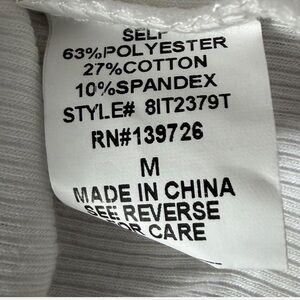 SELF
63%POLYESTER
27%COTTON
10%SPANDEX
STYLE# 8IT2379T
RN#139726
M
MADE IN CHINA
SEE REVERSE
FOR CARE